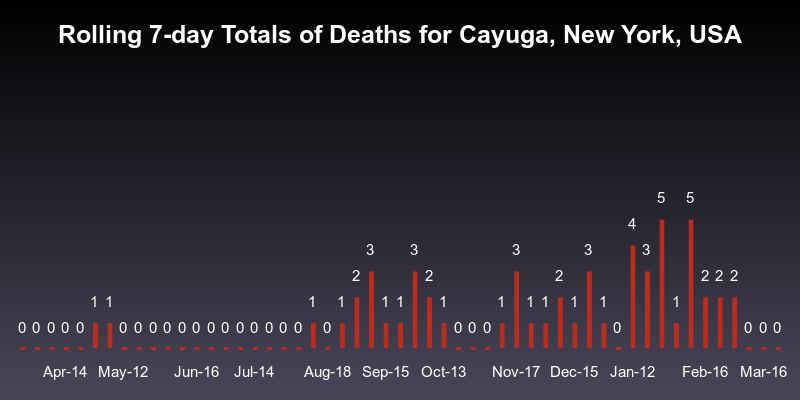 Rolling 7-day Totals of Deaths for Cayuga, New York, USA
0 0 0 0 0 1 1 0 0 0 0 0 0 0 0 0 0 0 0 0 1 0 1 2 3 1 1 3 2 1 0 0 0 1 3 1 1 2 1 3 1 0 4 3 5 1 5 2 2 2 0 0 0
Apr-14 May-12 Jun-16 Jul-14 Aug-18 Sep-15 Oct-13 Nov-17 Dec-15 Jan-12 Feb-16 Mar-16